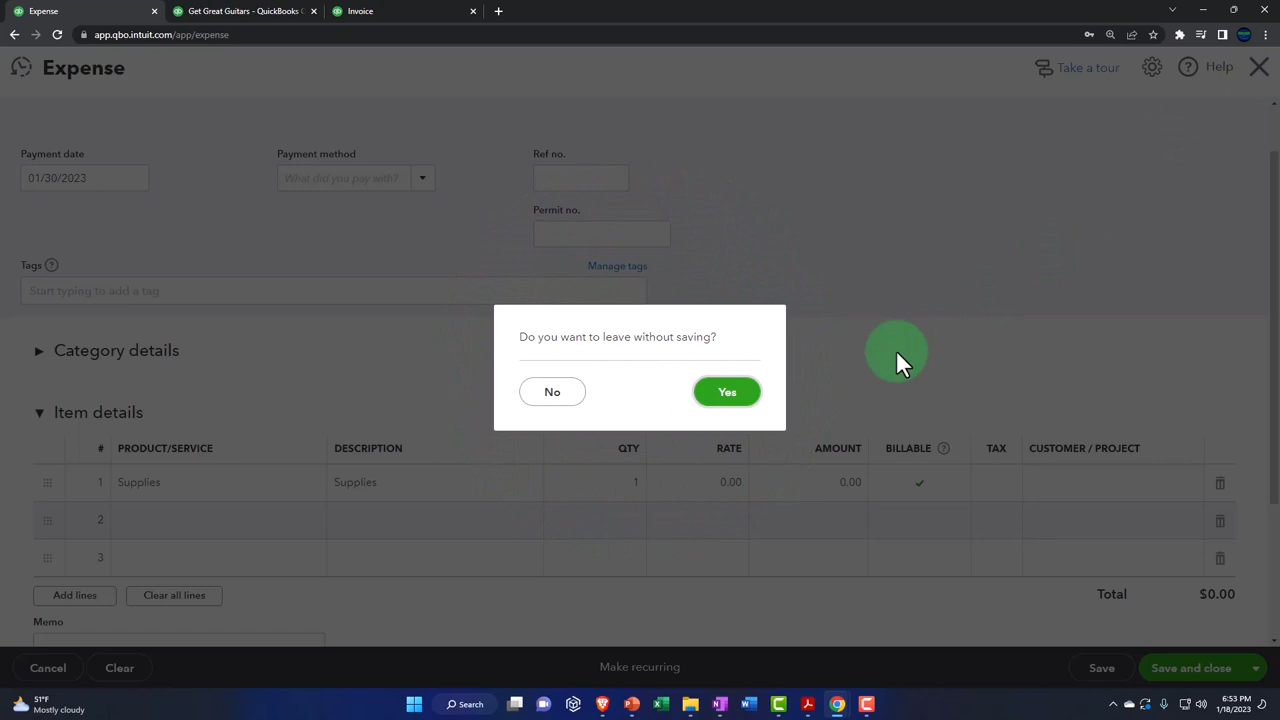 Expense
Get Great Guitars - QuickBooks
Invoice
app.qbo.intuit.com/app/expense
Expense
Take a tour
Help
Payment date
Payment method
Ref no.
01/30/2023
What did you pay with?
Permit no.
Tags
Manage tags
Start typing to add a tag
Do you want to leave without saving?
No
Yes
Category details
Item details
# PRODUCT/SERVICE DESCRIPTION QTY RATE AMOUNT BILLABLE TAX CUSTOMER / PROJECT
1 Supplies Supplies 1 0.00 0.00
2
3
Add lines
Clear all lines
Total $0.00
Memo
Cancel
Clear
Make recurring
Save
Save and close
51°F
Mostly cloudy
Search
6:53 PM
1/18/2023